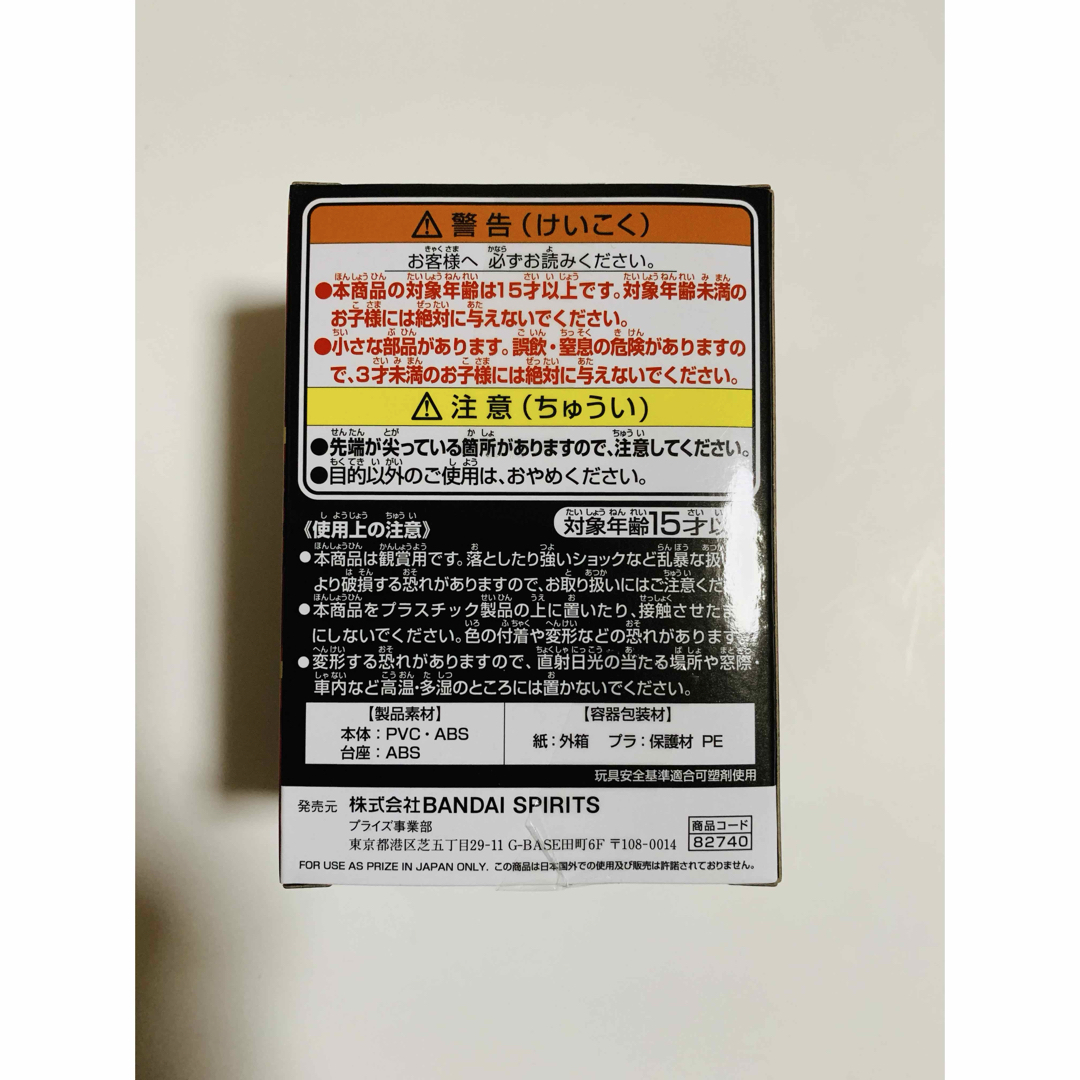 ⚠ 警告(けいこく)
お客様へ 必ずお読みください。
●本商品の対象年齢は15才以上です。対象年齢未満の
お子様には絶対に与えないでください。
●小さな部品があります。誤飲・窒息の危険がありますの
で、3才未満のお子様には絶対に与えないでください。
⚠ 注意(ちゅうい)
●先端が尖っている箇所がありますので、注意してください。
●目的以外のご使用は、おやめください。
《使用上の注意》
対象年齢15才以
●本商品は観賞用です。落としたり強いショックなど乱暴な扱い
より破損する恐れがありますので、お取り扱いにはご注意くだ
●本商品をプラスチック製品の上に置いたり、接触させたま
にしないでください。色の付着や変形などの恐れがあります。
●変形する恐れがありますので、直射日光の当たる場所や窓際・
車内など高温・多湿のところには置かないでください。
【製品素材】
本体:PVC・ABS
台座:ABS
【容器包装材】
紙:外箱 プラ:保護材 PE
玩具安全基準適合可塑剤使用
発売元 株式会社BANDAI SPIRITS
プライズ事業部
東京都港区芝五丁目29-11 G-BASE田町6F 〒108-0014
商品コード
82740
FOR USE AS PRIZE IN JAPAN ONLY. この商品は日本国外での使用及び販売は許諾されておりません。